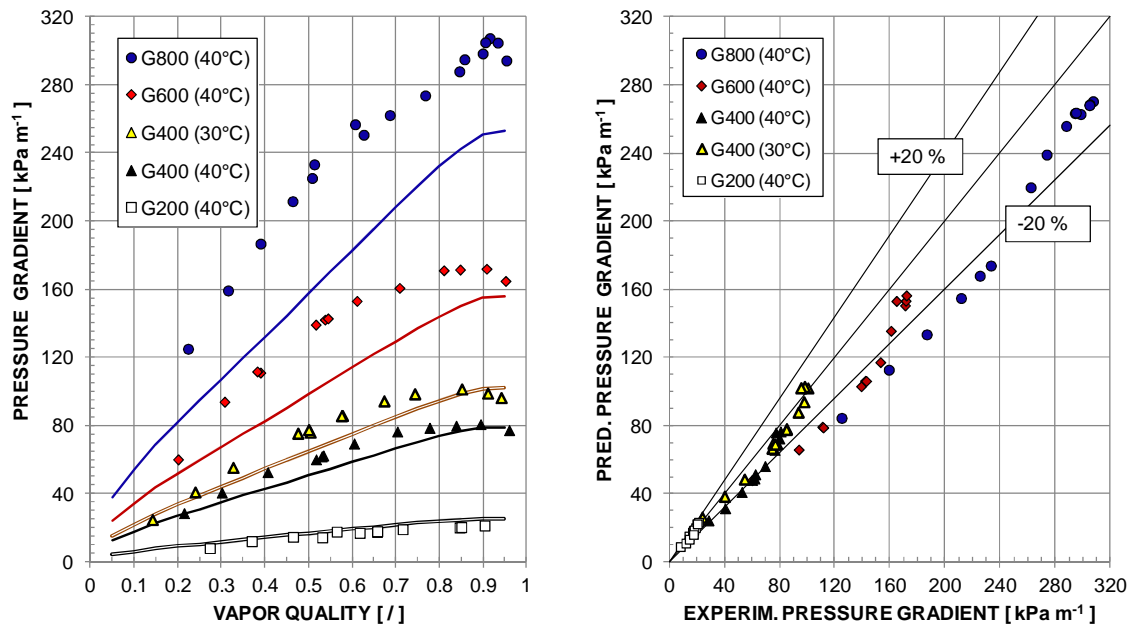 PRESSURE GRADIENT [ kPa m-1 ]
320
280
240
200
160
120
80
40
0
G800 (40°C)
G600 (40°C)
G400 (30°C)
G400 (40°C)
G200 (40°C)
0 0.1 0.2 0.3 0.4 0.5 0.6 0.7 0.8 0.9 1
VAPOR QUALITY [ / ]
PRED. PRESSURE GRADIENT [ kPa m-1 ]
320
280
240
200
160
120
80
40
0
G800 (40°C)
G600 (40°C)
G400 (40°C)
G400 (30°C)
G200 (40°C)
+20 %
-20 %
0 40 80 120 160 200 240 280 320
EXPERIM. PRESSURE GRADIENT [ kPa m-1 ]